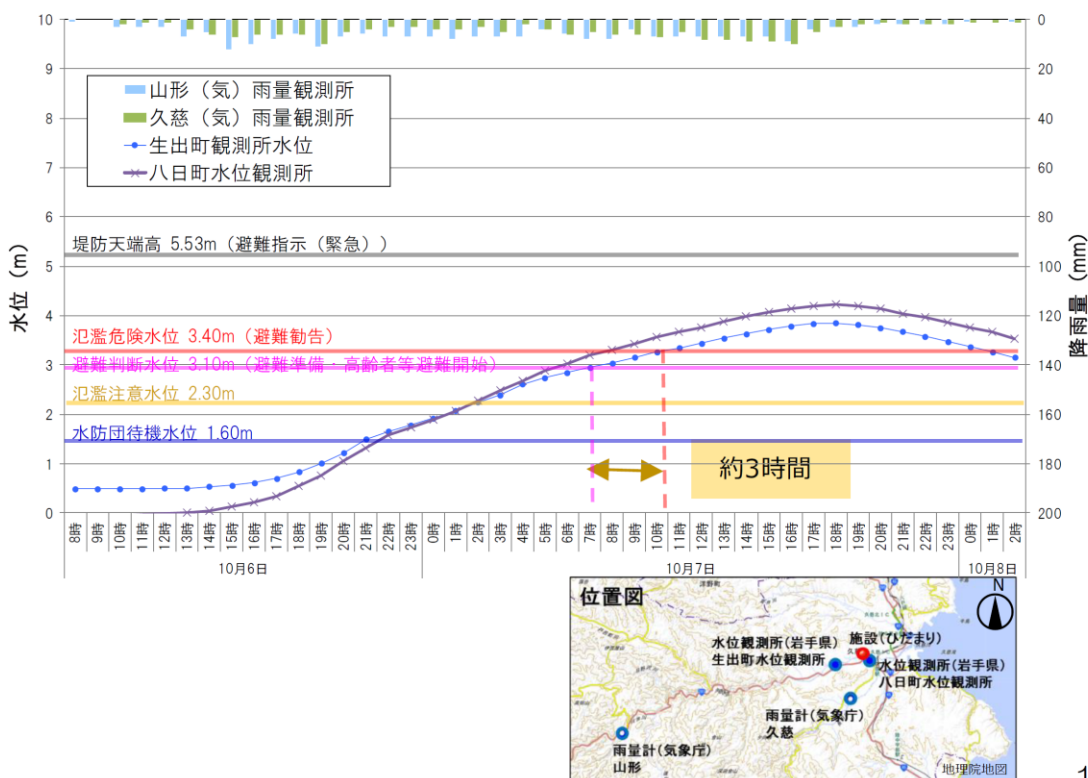 10
9
8
7
6
5
4
3
2
1
0
水位（m）
0
20
40
60
80
100
120
140
160
180
200
降雨量（mm）
山形（気）雨量観測所
久慈（気）雨量観測所
生出町観測所水位
八日町水位観測所
堤防天端高 5.53m（避難指示（緊急））
氾濫危険水位 3.40m（避難勧告）
避難判断水位 3.10m（避難準備・高齢者等避難開始）
氾濫注意水位 2.30m
水防団待機水位 1.60m
約3時間
8時 9時 10時 11時 12時 13時 14時 15時 16時 17時 18時 19時 20時 21時 22時 23時 0時 1時 2時 3時 4時 5時 6時 7時 8時 9時 10時 11時 12時 13時 14時 15時 16時 17時 18時 19時 20時 21時 22時 23時 0時 1時 2時
10月6日 10月7日 10月8日
位置図
N
水位観測所（岩手県）
生出町水位観測所
施設（ひだまり）
水位観測所（岩手県）
八日町水位観測所
雨量計（気象庁）
久慈
雨量計（気象庁）
山形
地理院地図